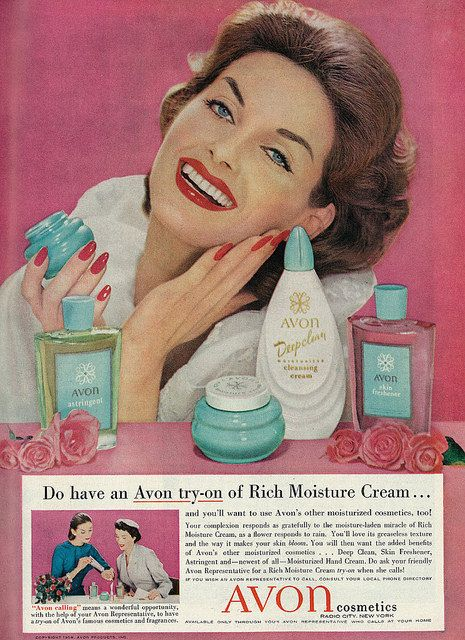 AVON
astringent
AVON
Deep clean
cleansing
cream
AVON
skin
freshener
Do have an Avon try-on of Rich Moisture Cream...
and you'll want to use Avon's other moisturized cosmetics, too!
Your complexion responds as gratefully to the moisture-laden miracle of Rich
Moisture Cream, as a flower responds to rain. You'll love its greaseless texture
and the way it makes your skin bloom. You will then want the added benefits
of Avon's other moisturized cosmetics . . . Deep Clean, Skin Freshener,
Astringent and—newest of all—Moisturized Hand Cream. Do ask your friendly
Avon Representative for a Rich Moisture Cream try-on when she calls!
IF YOU WISH AN AVON REPRESENTATIVE TO CALL, CONSULT YOUR LOCAL PHONE DIRECTORY
"Avon calling" means a wonderful opportunity,
with the help of your Avon Representative, to have
a try-on of Avon's famous cosmetics and fragrances.
AVON cosmetics
RADIO CITY, NEW YORK
AVAILABLE ONLY THROUGH YOUR AVON REPRESENTATIVE WHO CALLS AT YOUR HOME
AVON PRODUCTS, INC.